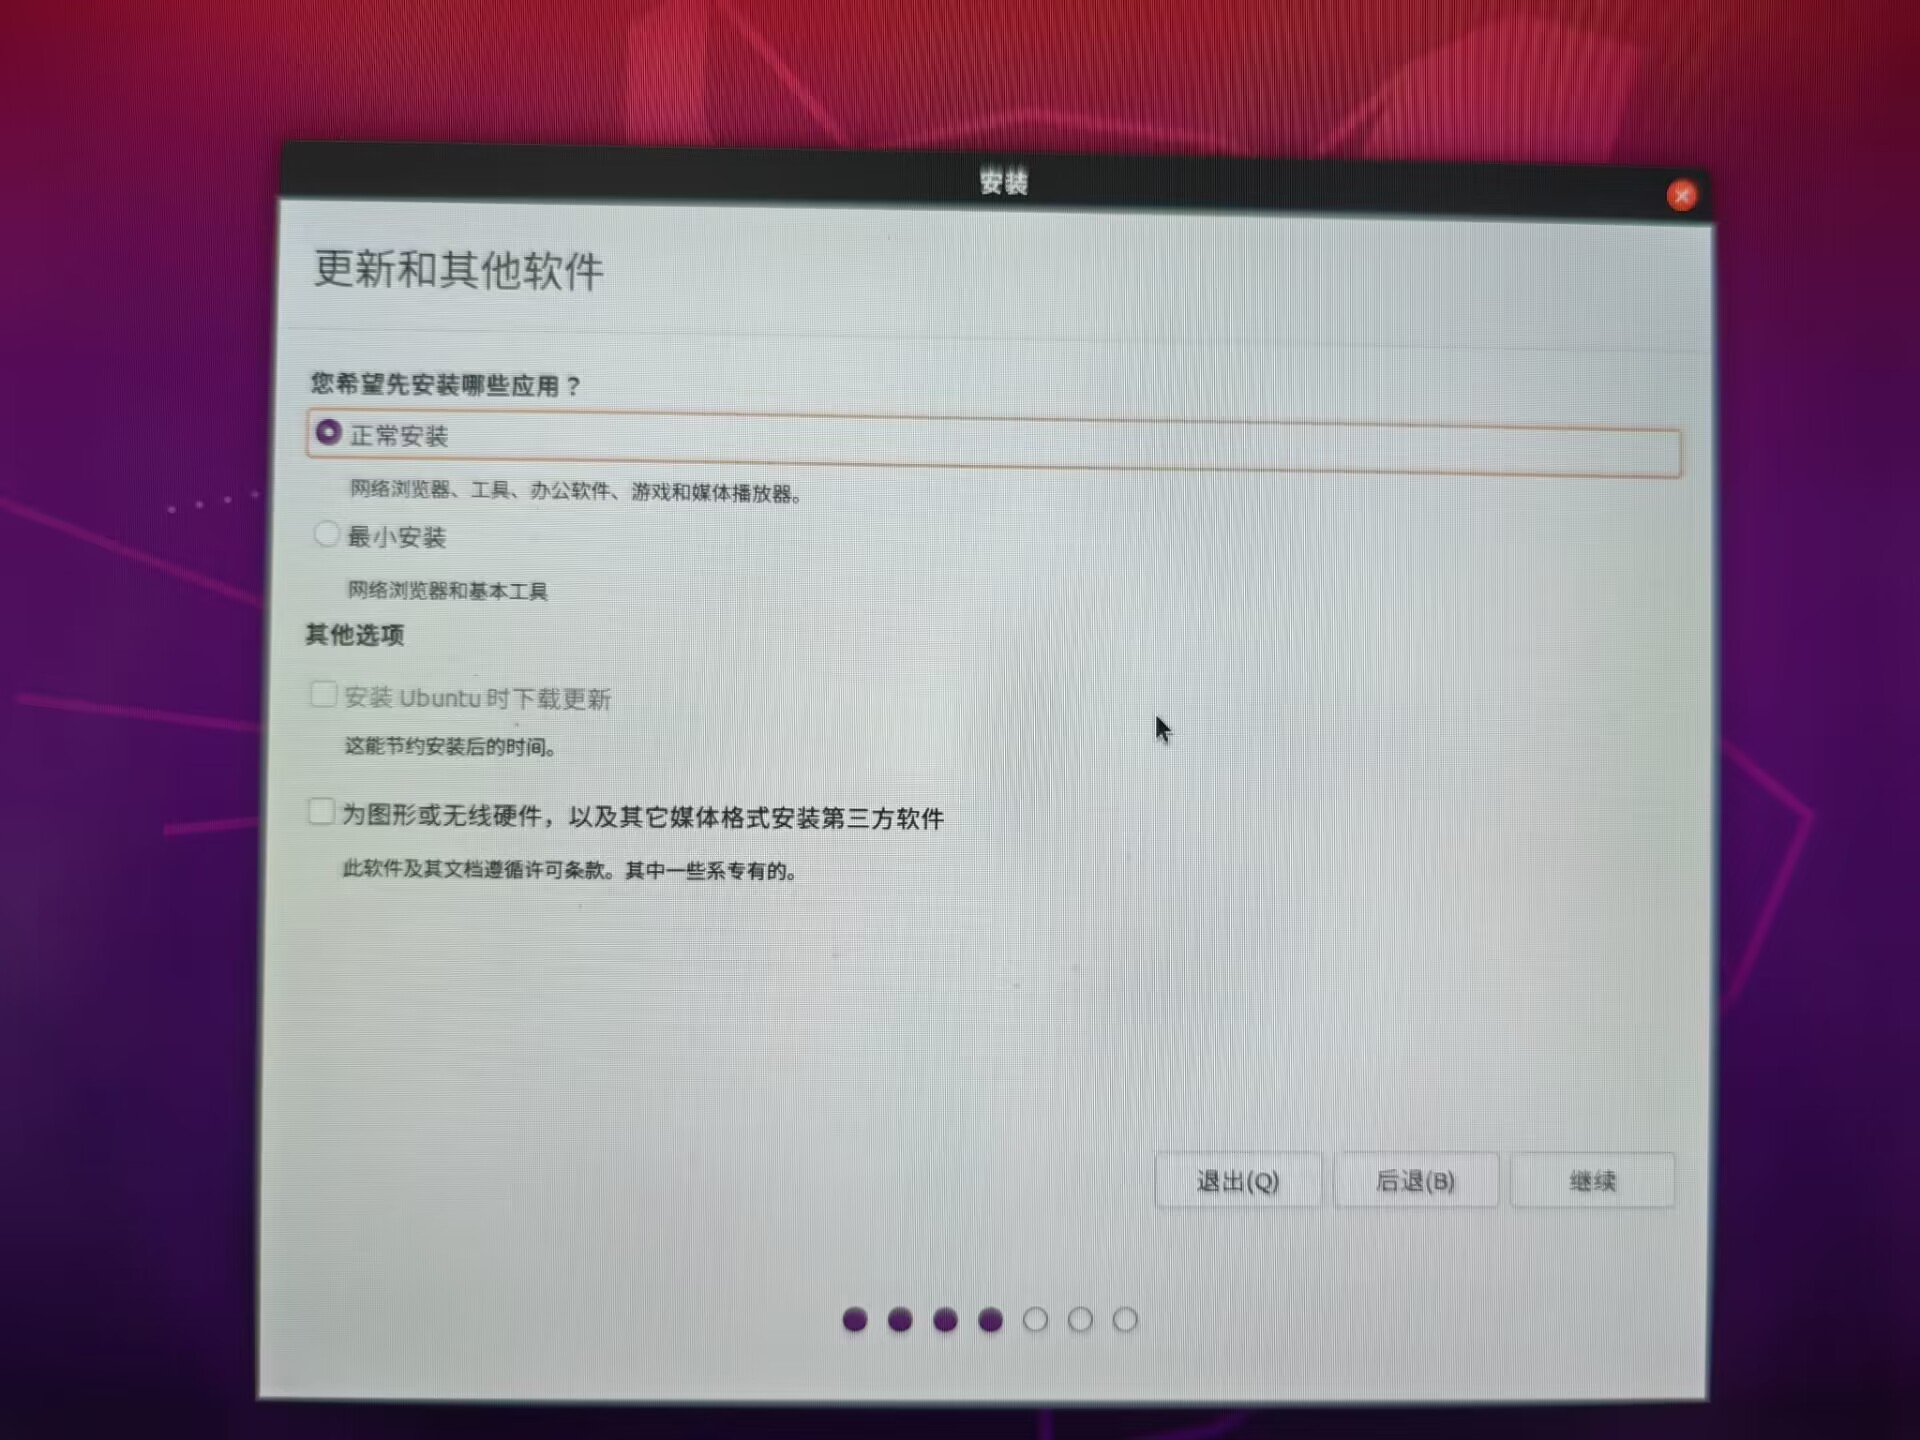 安装
更新和其他软件
您希望先安装哪些应用？
正常安装
网络浏览器、工具、办公软件、游戏和媒体播放器。
最小安装
网络浏览器和基本工具
其他选项
安装 Ubuntu 时下载更新
这能节约安装后的时间。
为图形或无线硬件，以及其它媒体格式安装第三方软件
此软件及其文档遵循许可条款。其中一些系专有的。
退出(Q) 后退(B) 继续